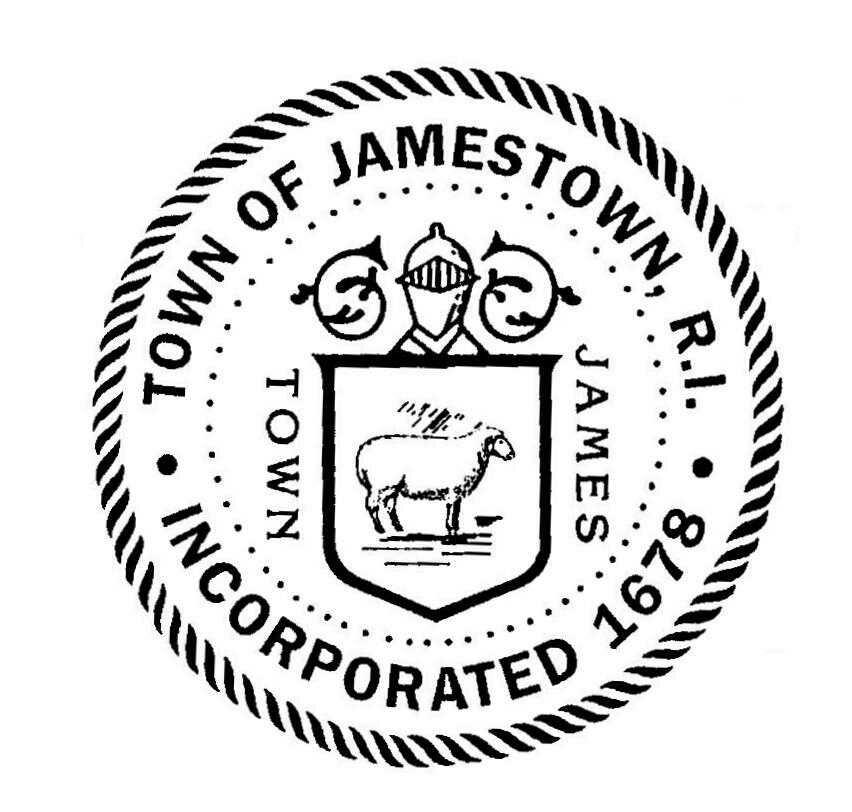 TOWN OF JAMESTOWN, R.I.
JAMES
TOWN
INCORPORATED 1678